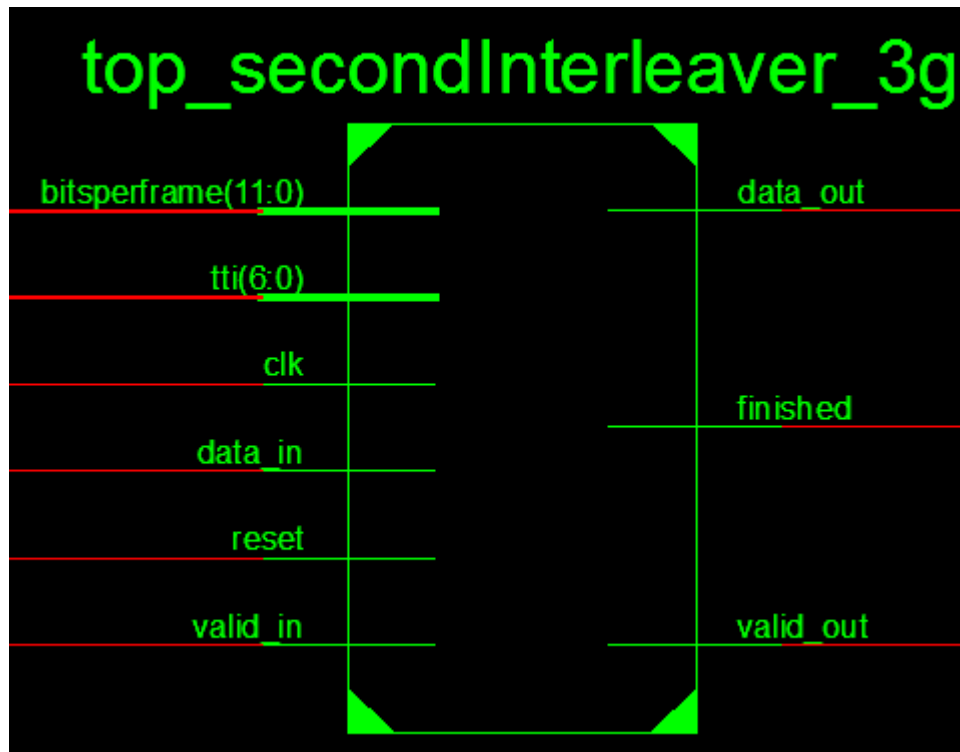 top_secondInterleaver_3g
bitsperframe(11:0)
data_out
tti(6:0)
clk
finished
data_in
reset
valid_in
valid_out